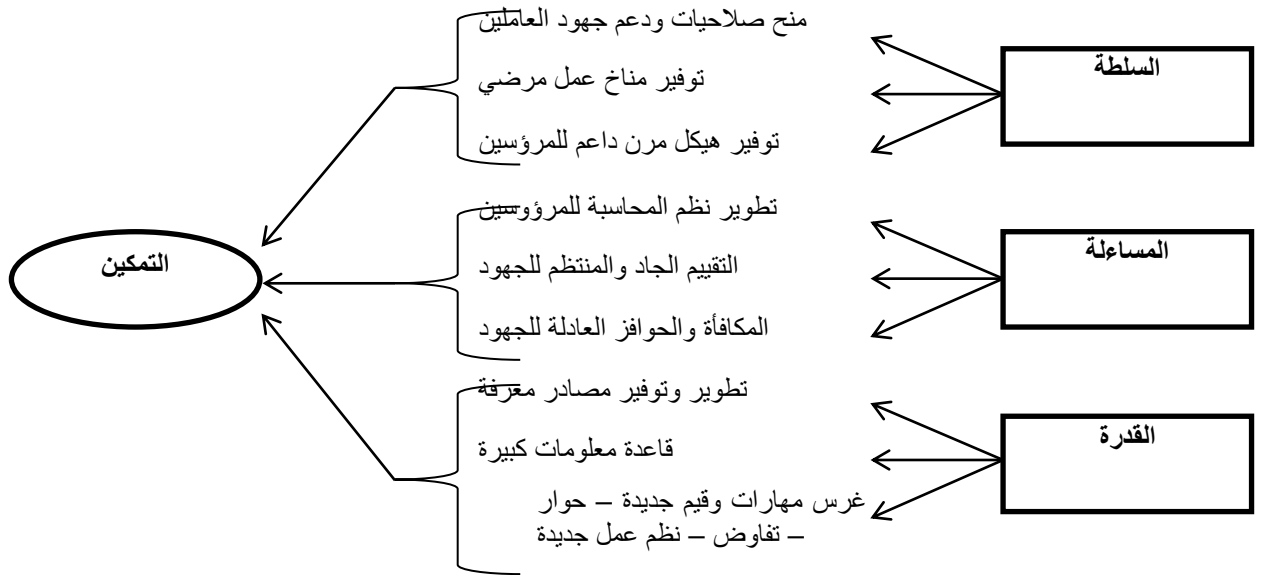 السلطة
منح صلاحيات ودعم جهود العاملين
توفير مناخ عمل مرضي
توفير هيكل مرن داعم للمرؤسين
المساءلة
تطوير نظم المحاسبة للمرؤوسين
التقييم الجاد والمنتظم للجهود
المكافأة والحوافز العادلة للجهود
التمكين
القدرة
تطوير وتوفير مصادر معرفة
قاعدة معلومات كبيرة
غرس مهارات وقيم جديدة – حوار
– تفاوض – نظم عمل جديدة